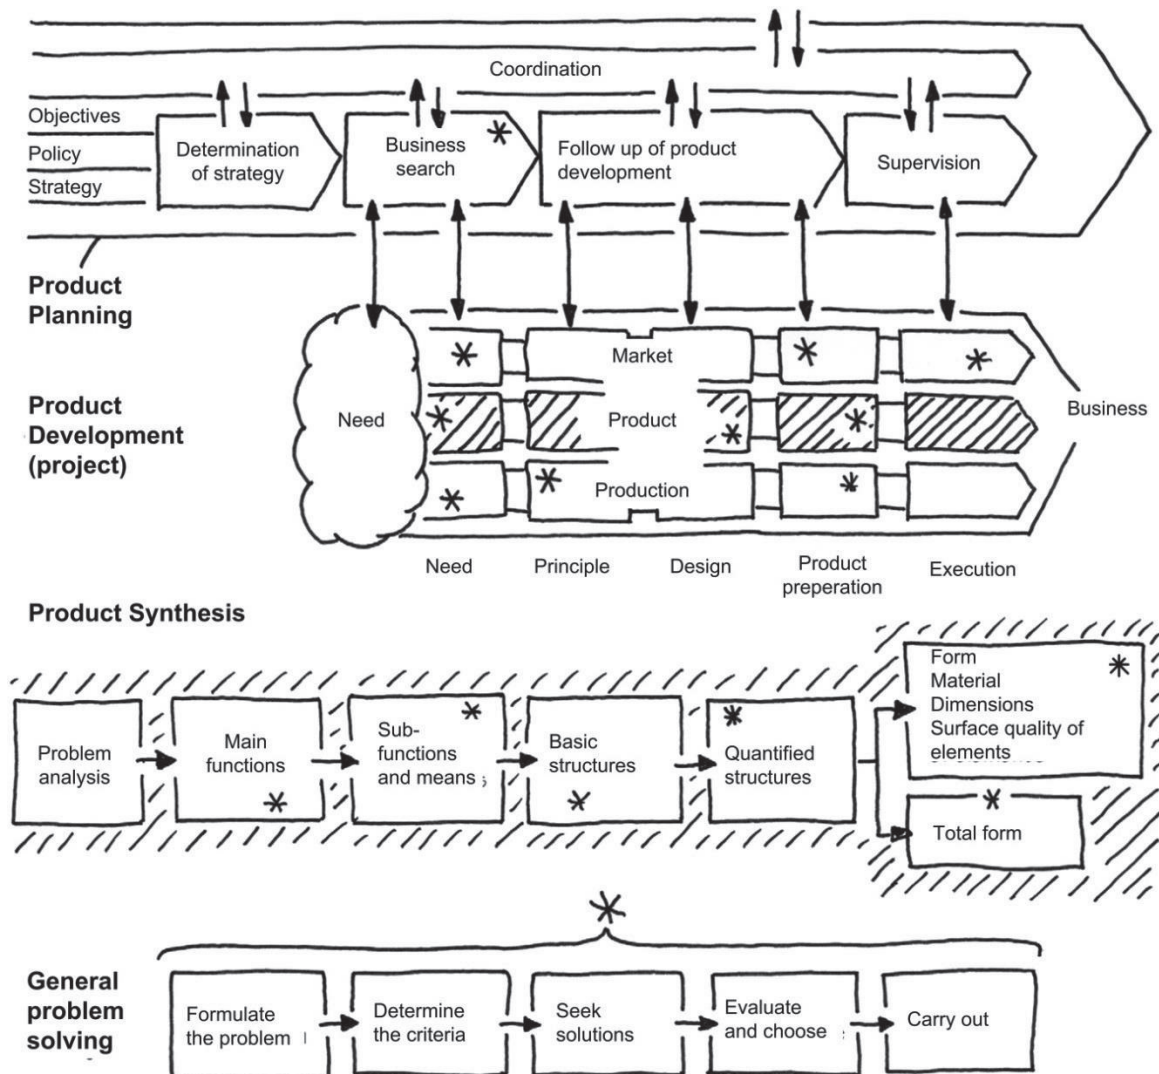 Coordination
Objectives
Policy
Strategy
Determination
of strategy
Business
search
Follow up of product
development
Supervision
Product
Planning
Product
Development
(project)
Need
Market
Product
Production
Business
Need
Principle
Design
Product
preperation
Execution
Product Synthesis
Problem
analysis
Main
functions
Sub-
functions
and means
Basic
structures
Quantified
structures
Form
Material
Dimensions
Surface quality of
elements
Total form
General
problem
solving
Formulate
the problem
Determine
the criteria
Seek
solutions
Evaluate
and choose
Carry out